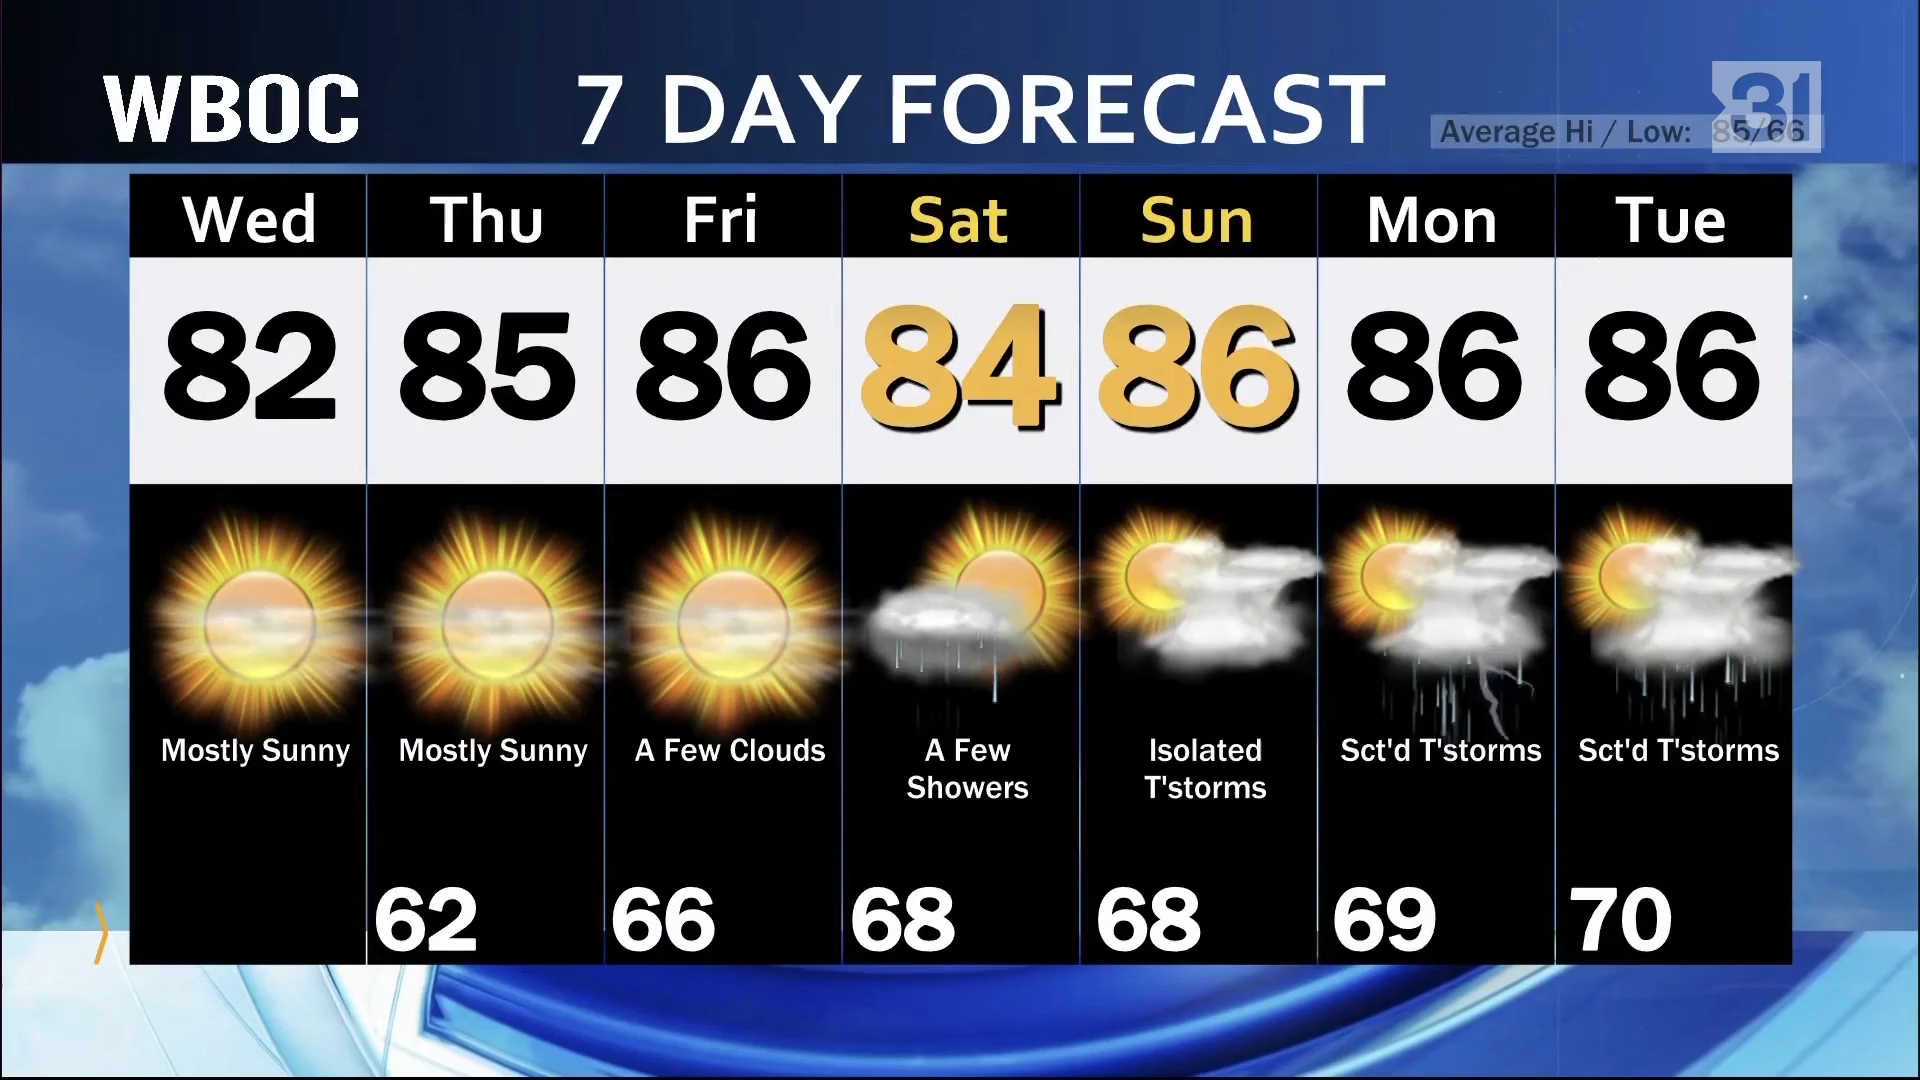 WBOC
7 DAY FORECAST
31
Average Hi / Low: 85/66
Wed Thu Fri Sat Sun Mon Tue
82 85 86 84 86 86 86
Mostly Sunny Mostly Sunny A Few Clouds A Few Isolated Sct'd T'storms Sct'd T'storms
Showers T'storms
62 66 68 68 69 70